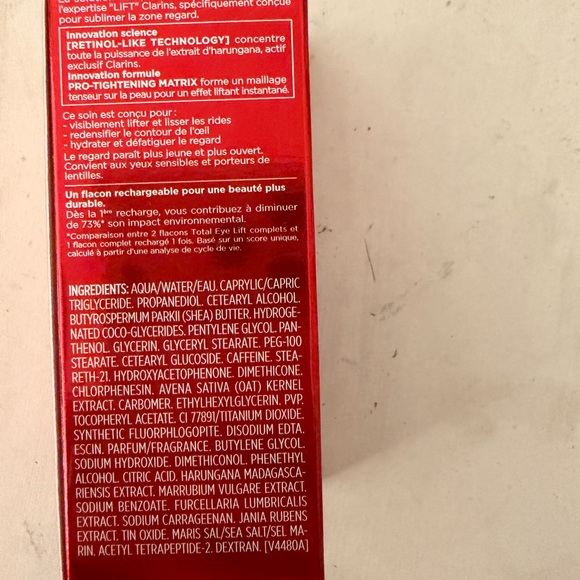 l'expertise "LIFT" Clarins, spécifiquement conçue
pour sublimer la zone regard.
Innovation science
[RETINOL-LIKE TECHNOLOGY] concentre
toute la puissance de l'extrait d'harungana, actif
exclusif Clarins.
Innovation formule
PRO-TIGHTENING MATRIX forme un maillage
tenseur sur la peau pour un effet liftant instantané.
Ce soin est conçu pour :
- visiblement lifter et lisser les rides
- redensifier le contour de l'œil
- hydrater et défatiguer le regard
Le regard paraît plus jeune et plus ouvert.
Convient aux yeux sensibles et porteurs de
lentilles.
Un flacon rechargeable pour une beauté plus
durable.
Dès la 1ère recharge, vous contribuez à diminuer
de 73%* son impact environnemental.
*Comparaison entre 2 flacons Total Eye Lift complets et
1 flacon complet rechargé 1 fois. Basé sur un score unique,
calculé à partir d'une analyse de cycle de vie.
INGREDIENTS: AQUA/WATER/EAU. CAPRYLIC/CAPRIC
TRIGLYCERIDE. PROPANEDIOL. CETEARYL ALCOHOL.
BUTYROSPERMUM PARKII (SHEA) BUTTER. HYDROGE-
NATED COCO-GLYCERIDES. PENTYLENE GLYCOL. PAN-
THENOL. GLYCERIN. GLYCERYL STEARATE. PEG-100
STEARATE. CETEARYL GLUCOSIDE. CAFFEINE. STEA-
RETH-21. HYDROXYACETOPHENONE. DIMETHICONE.
CHLORPHENESIN. AVENA SATIVA (OAT) KERNEL
EXTRACT. CARBOMER. ETHYLHEXYLGLYCERIN. PVP.
TOCOPHERYL ACETATE. CI 77891/TITANIUM DIOXIDE.
SYNTHETIC FLUORPHLOGOPITE. DISODIUM EDTA.
ESCIN. PARFUM/FRAGRANCE. BUTYLENE GLYCOL.
SODIUM HYDROXIDE. DIMETHICONOL. PHENETHYL
ALCOHOL. CITRIC ACID. HARUNGANA MADAGASCA-
RIENSIS EXTRACT. MARRUBIUM VULGARE EXTRACT.
SODIUM BENZOATE. FURCELLARIA LUMBRICALIS
EXTRACT. SODIUM CARRAGEENAN. JANIA RUBENS
EXTRACT. TIN OXIDE. MARIS SAL/SEA SALT/SEL MA-
RIN. ACETYL TETRAPEPTIDE-2. DEXTRAN. [V4480A]